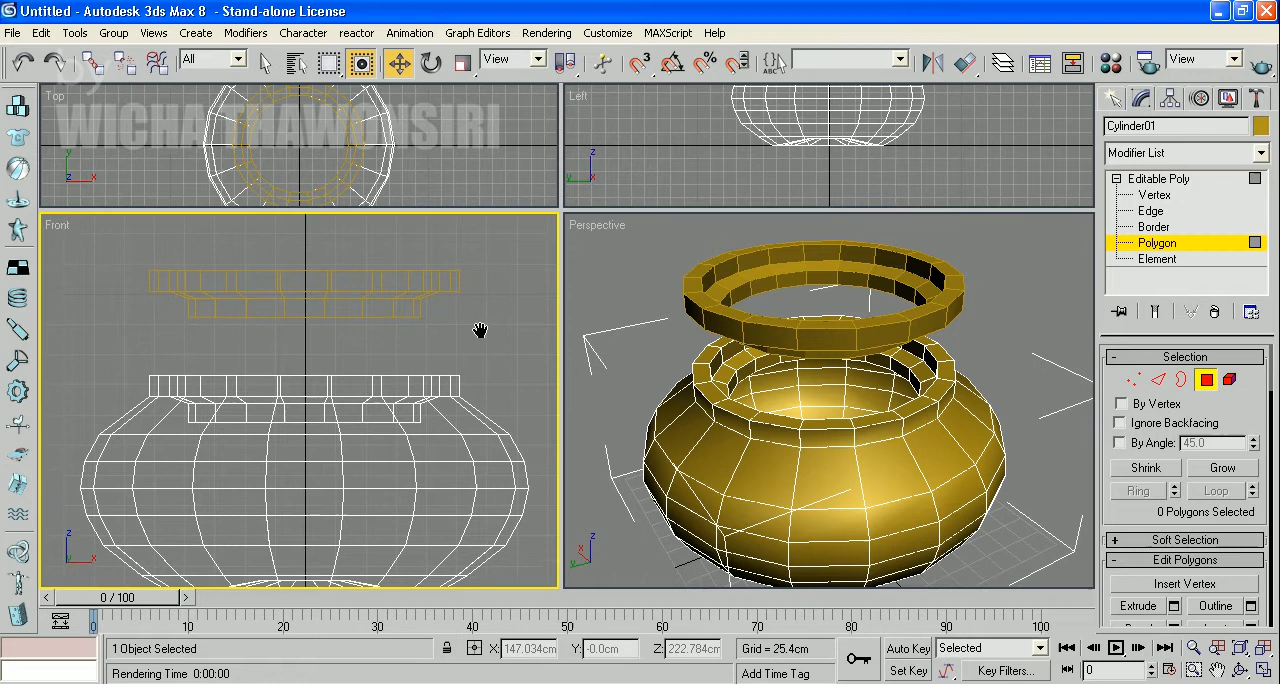 Untitled - Autodesk 3ds Max 8 - Stand-alone License
File Edit Tools Group Views Create Modifiers Character reactor Animation Graph Editors Rendering Customize MAXScript Help
All View View
by
WICHA THAWONSIRI
Top
Left
Front
Perspective
Cylinder01
Modifier List
Editable Poly
Vertex
Edge
Border
Polygon
Element
Selection
By Vertex
Ignore Backfacing
By Angle: 45.0
Shrink Grow
Ring Loop
0 Polygons Selected
+ Soft Selection
- Edit Polygons
Insert Vertex
Extrude Outline
0 / 100
0 10 20 30 40 50 60 70 80 90 100
1 Object Selected X: 147.034cm Y: -0.0cm Z: 222.784cm Grid = 25.4cm Auto Key Selected
Rendering Time 0:00:00 Add Time Tag Set Key Key Filters... 0